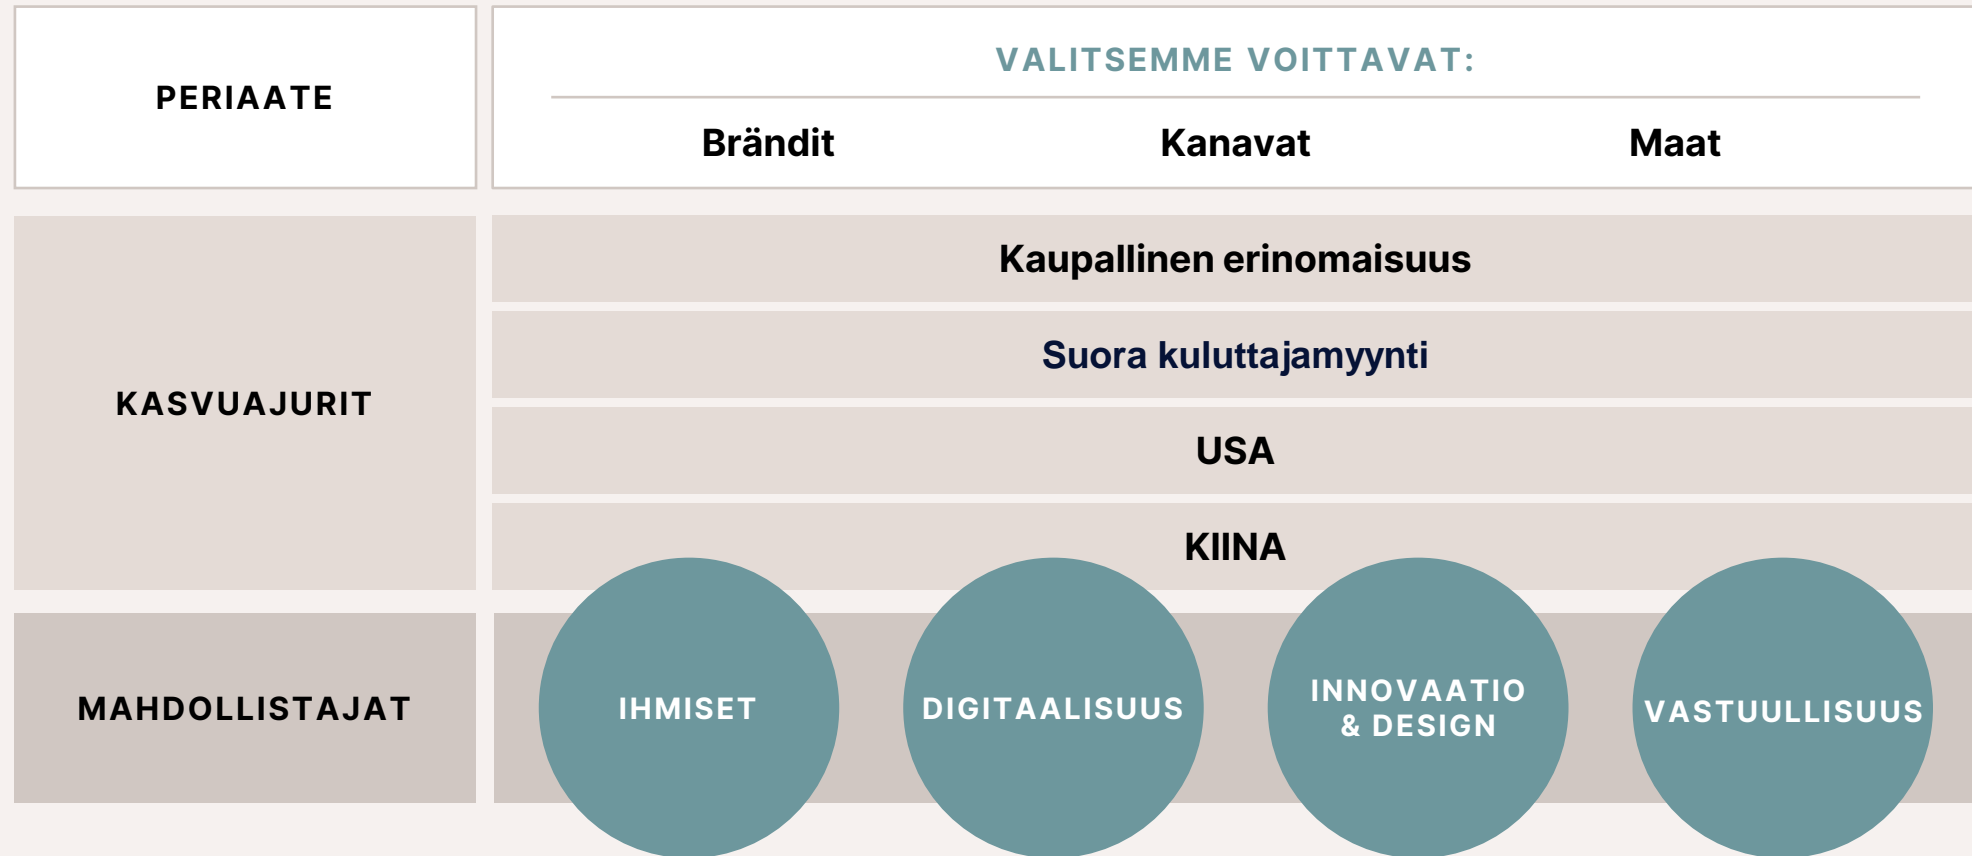 PERIAATE
VALITSEMME VOITTAVAT:
Brändit Kanavat Maat
KASVUAJURIT
Kaupallinen erinomaisuus
Suora kuluttajamyynti
USA
KIINA
MAHDOLLISTAJAT
IHMISET
DIGITAALISUUS
INNOVAATIO
& DESIGN
VASTUULLISUUS